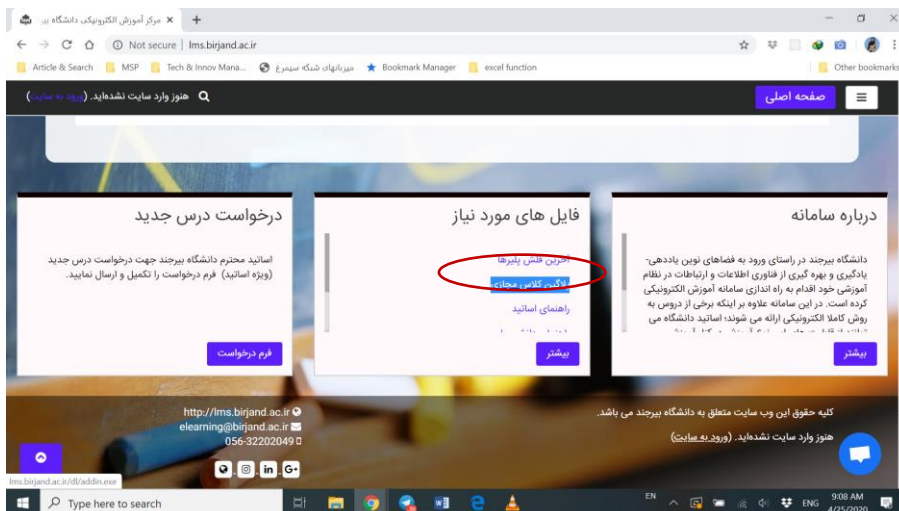 مرکز آموزش الکترونیکی دانشگاه بیر
Not secure | lms.birjand.ac.ir
Article & Search
MSP
Tech & Innov Mana...
میزبانهای شبکه سیمرغ
Bookmark Manager
excel function
Other bookmarks
صفحه اصلی
هنوز وارد سایت نشده‌اید. (ورود به سایت)
درباره سامانه
دانشگاه بیرجند در راستای ورود به فضاهای نوین یاددهی-
یادگیری و بهره گیری از فناوری اطلاعات و ارتباطات در نظام
آموزشی خود اقدام به راه اندازی سامانه آموزش الکترونیکی
کرده است. در این سامانه علاوه بر اینکه برخی از دروس به
روش کاملا الکترونیکی ارائه می شوند؛ اساتید دانشگاه می
بیشتر
فایل های مورد نیاز
آخرین فلش پلیرها
پلاگین کلاس مجازی
راهنمای اساتید
بیشتر
درخواست درس جدید
اساتید محترم دانشگاه بیرجند جهت درخواست درس جدید
(ویژه اساتید) فرم درخواست را تکمیل و ارسال نمایید.
فرم درخواست
کلیه حقوق این وب سایت متعلق به دانشگاه بیرجند می باشد.
هنوز وارد سایت نشده‌اید. (ورود به سایت)
http://lms.birjand.ac.ir
elearning@birjand.ac.ir
056-32202049
G+
in
lms.birjand.ac.ir/dl/addin.exe
Type here to search
EN
ENG
9:08 AM
4/25/2020